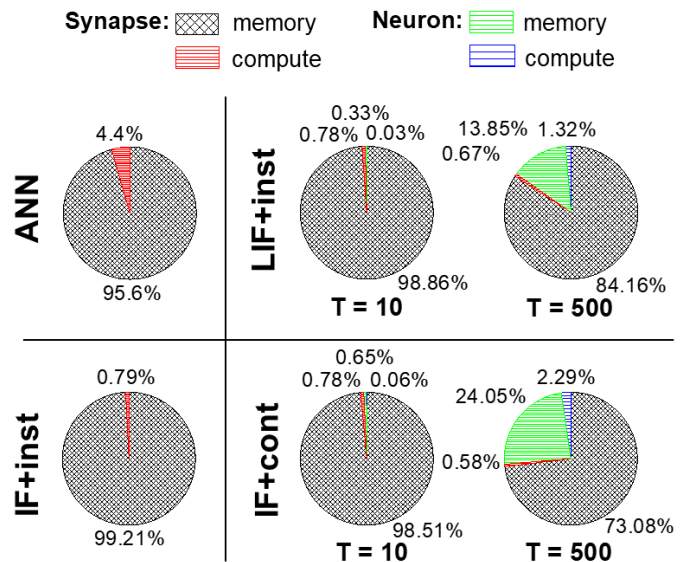 Synapse: memory
compute
Neuron: memory
compute
ANN
4.4%
95.6%
LIF+inst
0.33%
0.78% 0.03%
98.86%
T = 10
13.85% 1.32%
0.67%
84.16%
T = 500
IF+inst
0.79%
99.21%
IF+cont
0.65%
0.78% 0.06%
98.51%
T = 10
2.29%
24.05%
0.58%
73.08%
T = 500